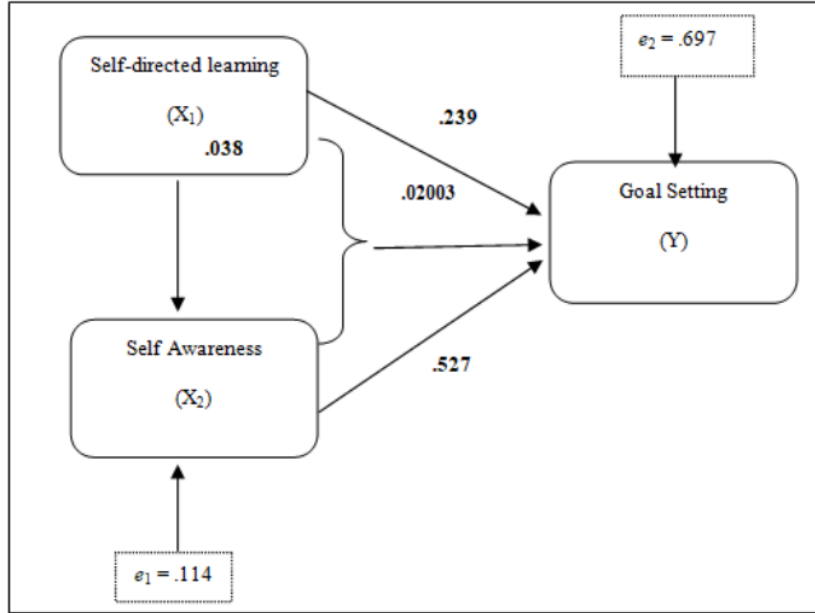 Self-directed learning
(X₁)
.038
e₂ = .697
.239
.02003
Goal Setting
(Y)
Self Awareness
(X₂)
.527
e₁ = .114